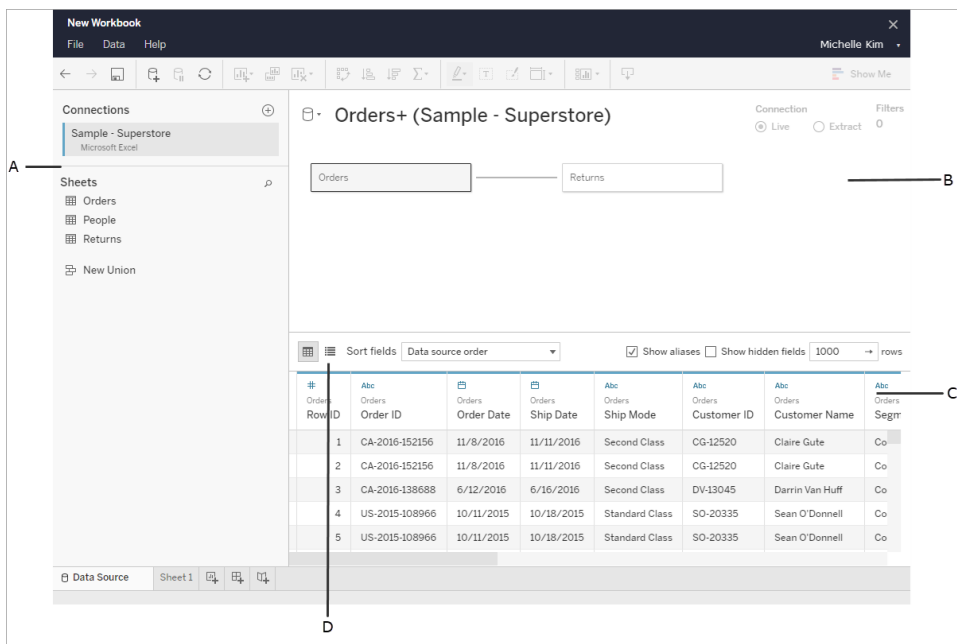 New Workbook
File Data Help
Michelle Kim
Show Me
Connections
Sample - Superstore
Microsoft Excel
A
Sheets
Orders
People
Returns
New Union
Orders+ (Sample - Superstore)
Connection
Live Extract
Filters
0
Orders
Returns
B
Sort fields Data source order Show aliases Show hidden fields 1000 → rows
# Abc Abc Abc Abc Abc
Orders Orders Orders Orders Orders Orders Orders Orders
Row ID Order ID Order Date Ship Date Ship Mode Customer ID Customer Name Segm
C
1 CA-2016-152156 11/8/2016 11/11/2016 Second Class CG-12520 Claire Gute Co
2 CA-2016-152156 11/8/2016 11/11/2016 Second Class CG-12520 Claire Gute Co
3 CA-2016-138688 6/12/2016 6/16/2016 Second Class DV-13045 Darrin Van Huff Co
4 US-2015-108966 10/11/2015 10/18/2015 Standard Class SO-20335 Sean O'Donnell Co
5 US-2015-108966 10/11/2015 10/18/2015 Standard Class SO-20335 Sean O'Donnell Co
Data Source Sheet 1
D